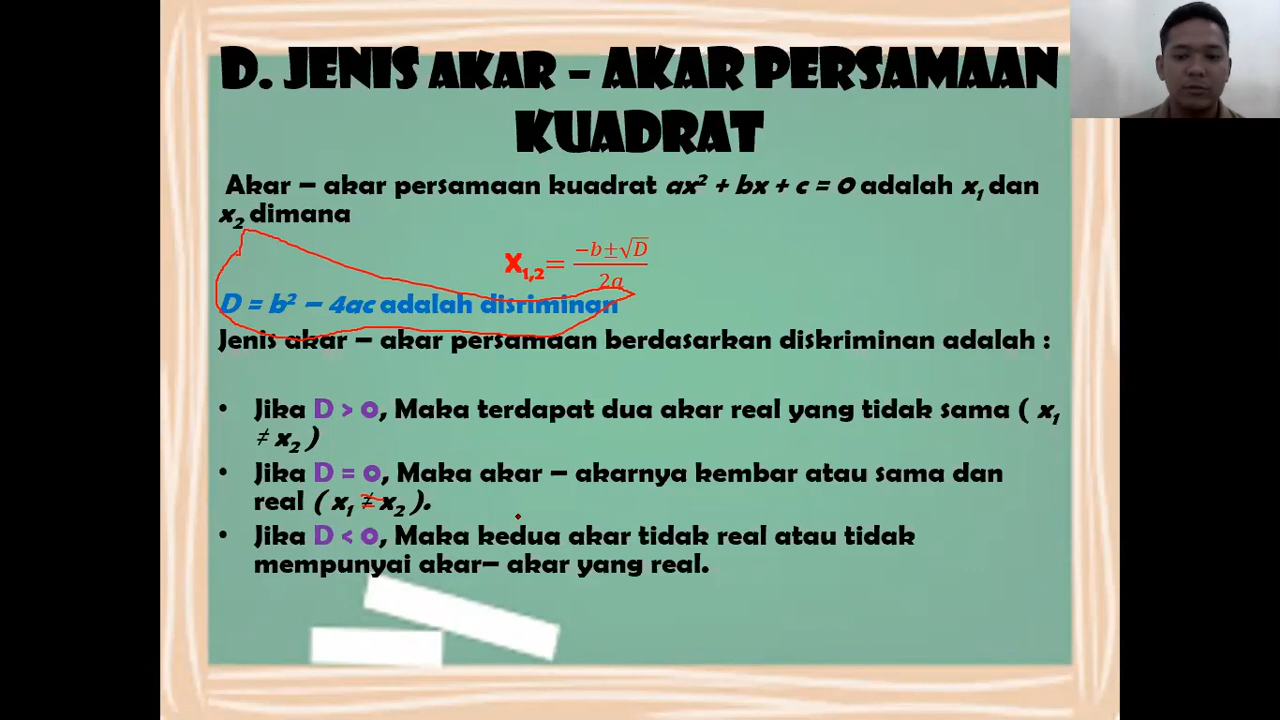 D. JENIS AKAR – AKAR PERSAMAAN
KUADRAT
Akar – akar persamaan kuadrat ax² + bx + c = 0 adalah x₁ dan
x₂ dimana
X₁,₂= (−b±√D)/2a
D = b² – 4ac adalah disriminan
Jenis akar – akar persamaan berdasarkan diskriminan adalah :
• Jika D > 0, Maka terdapat dua akar real yang tidak sama ( x₁
≠ x₂ )
• Jika D = 0, Maka akar – akarnya kembar atau sama dan
real ( x₁ ≠ x₂ ).
• Jika D < 0, Maka kedua akar tidak real atau tidak
mempunyai akar– akar yang real.